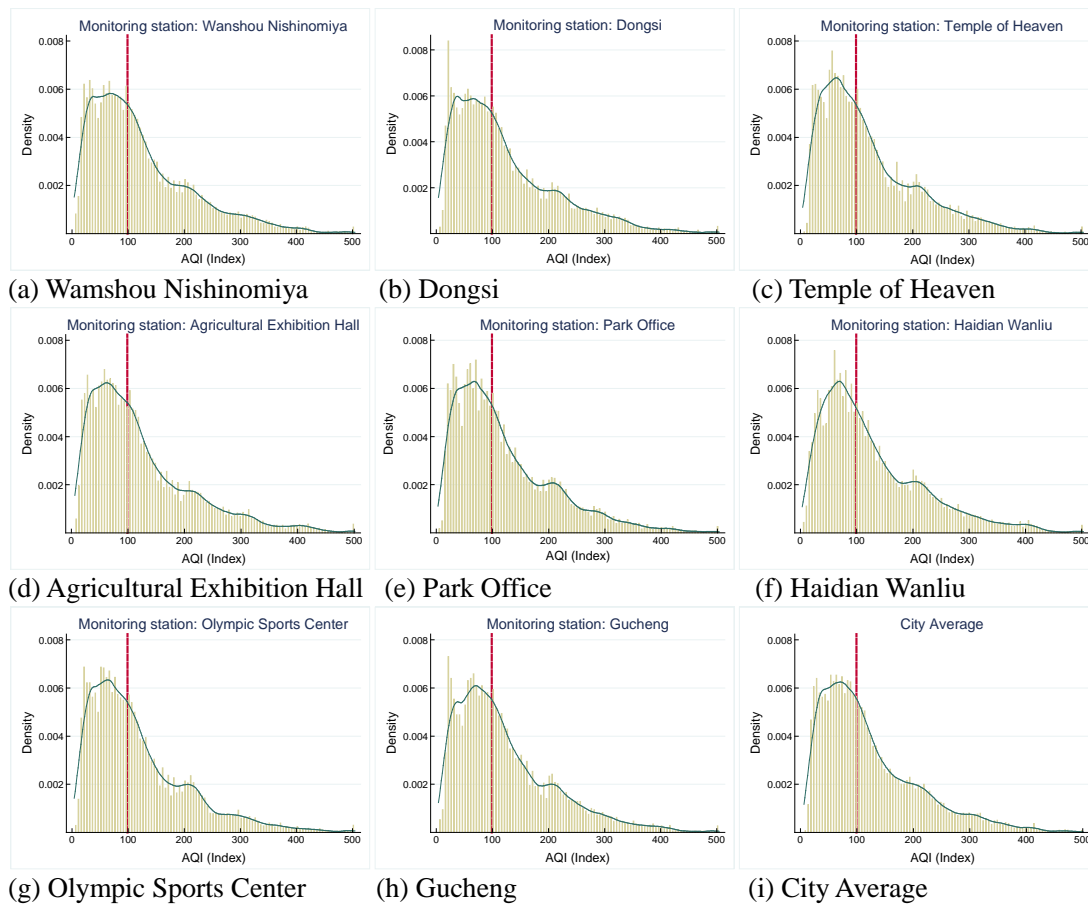 Monitoring station: Wanshou Nishinomiya
0.008
0.006
0.004
0.002
Density
0 100 200 300 400 500
AQI (Index)
(a) Wamshou Nishinomiya
Monitoring station: Dongsi
0.008
0.006
0.004
0.002
Density
0 100 200 300 400 500
AQI (Index)
(b) Dongsi
Monitoring station: Temple of Heaven
0.008
0.006
0.004
0.002
Density
0 100 200 300 400 500
AQI (Index)
(c) Temple of Heaven
Monitoring station: Agricultural Exhibition Hall
0.008
0.006
0.004
0.002
Density
0 100 200 300 400 500
AQI (Index)
(d) Agricultural Exhibition Hall
Monitoring station: Park Office
0.008
0.006
0.004
0.002
Density
0 100 200 300 400 500
AQI (Index)
(e) Park Office
Monitoring station: Haidian Wanliu
0.008
0.006
0.004
0.002
Density
0 100 200 300 400 500
AQI (Index)
(f) Haidian Wanliu
Monitoring station: Olympic Sports Center
0.008
0.006
0.004
0.002
Density
0 100 200 300 400 500
AQI (Index)
(g) Olympic Sports Center
Monitoring station: Gucheng
0.008
0.006
0.004
0.002
Density
0 100 200 300 400 500
AQI (Index)
(h) Gucheng
City Average
0.008
0.006
0.004
0.002
Density
0 100 200 300 400 500
AQI (Index)
(i) City Average